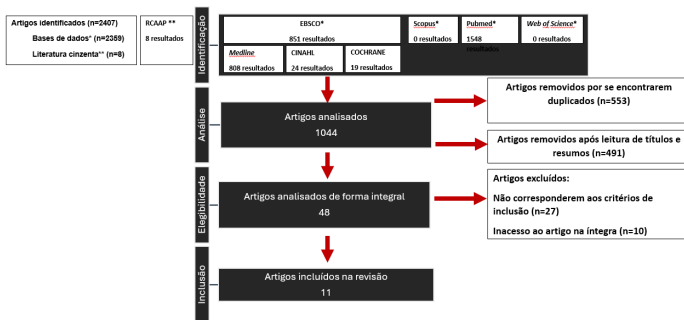 Artigos identificados (n=2407)
Bases de dados* (n=2359)
Literatura cinzenta** (n=8)
RCAAP **
8 resultados
Identificação
EBSCO*
851 resultados
Medline
808 resultados
CINAHL
24 resultados
COCHRANE
19 resultados
Scopus*
0 resultados
Pubmed*
1548
resultados
Web of Science*
0 resultados
Análise
Artigos analisados
1044
Artigos removidos por se encontrarem
duplicados (n=553)
Artigos removidos após leitura de títulos e
resumos (n=491)
Elegibilidade
Artigos analisados de forma integral
48
Artigos excluídos:
Não corresponderem aos critérios de
inclusão (n=27)
Inacesso ao artigo na íntegra (n=10)
Inclusão
Artigos incluídos na revisão
11